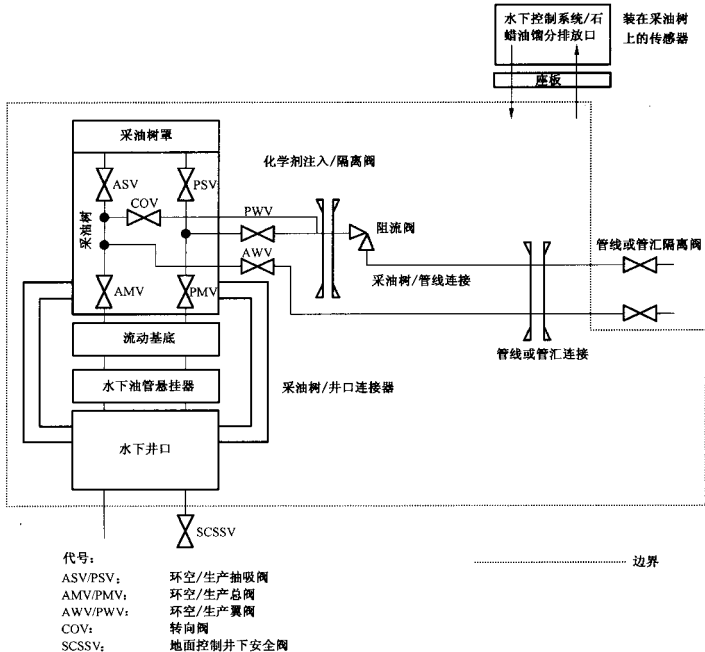 水下控制系统/石
蜡油馏分排放口
装在采油树
上的传感器
座板
采油树罩
化学剂注入/隔离阀
ASV
PSV
COV
PWV
阻流阀
采油树
AWV
管线或管汇隔离阀
采油树/管线连接
AMV
PMV
流动基底
管线或管汇连接
水下油管悬挂器
采油树/井口连接器
水下井口
SCSSV
代号:
边界
ASV/PSV: 环空/生产抽吸阀
AMV/PMV: 环空/生产总阀
AWV/PWV: 环空/生产翼阀
COV: 转向阀
SCSSV: 地面控制井下安全阀